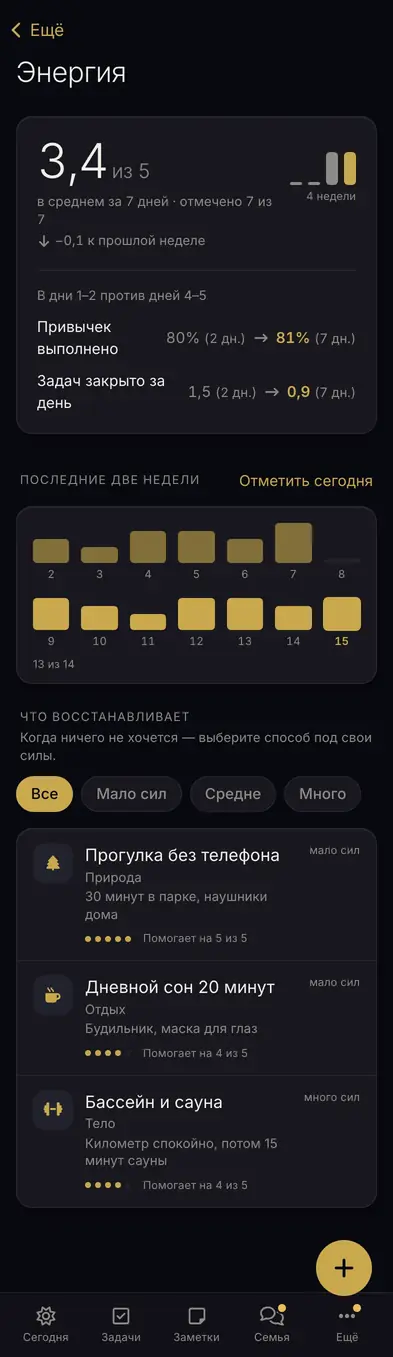 Ещё
Энергия
3,4 из 5
4 недели
в среднем за 7 дней · отмечено 7 из
7
↓ −0,1 к прошлой неделе
В дни 1–2 против дней 4–5
Привычек
выполнено
80% (2 дн.) → 81% (7 дн.)
Задач закрыто за
день
1,5 (2 дн.) → 0,9 (7 дн.)
ПОСЛЕДНИЕ ДВЕ НЕДЕЛИ
Отметить сегодня
2 3 4 5 6 7 8
9 10 11 12 13 14 15
13 из 14
ЧТО ВОССТАНАВЛИВАЕТ
Когда ничего не хочется — выберите способ под свои
силы.
Все Мало сил Средне Много
Прогулка без телефона
мало сил
Природа
30 минут в парке, наушники
дома
Помогает на 5 из 5
Дневной сон 20 минут
мало сил
Отдых
Будильник, маска для глаз
Помогает на 4 из 5
Бассейн и сауна
много сил
Тело
Километр спокойно, потом 15
минут сауны
Помогает на 4 из 5
Сегодня Задачи Заметки Семья Ещё